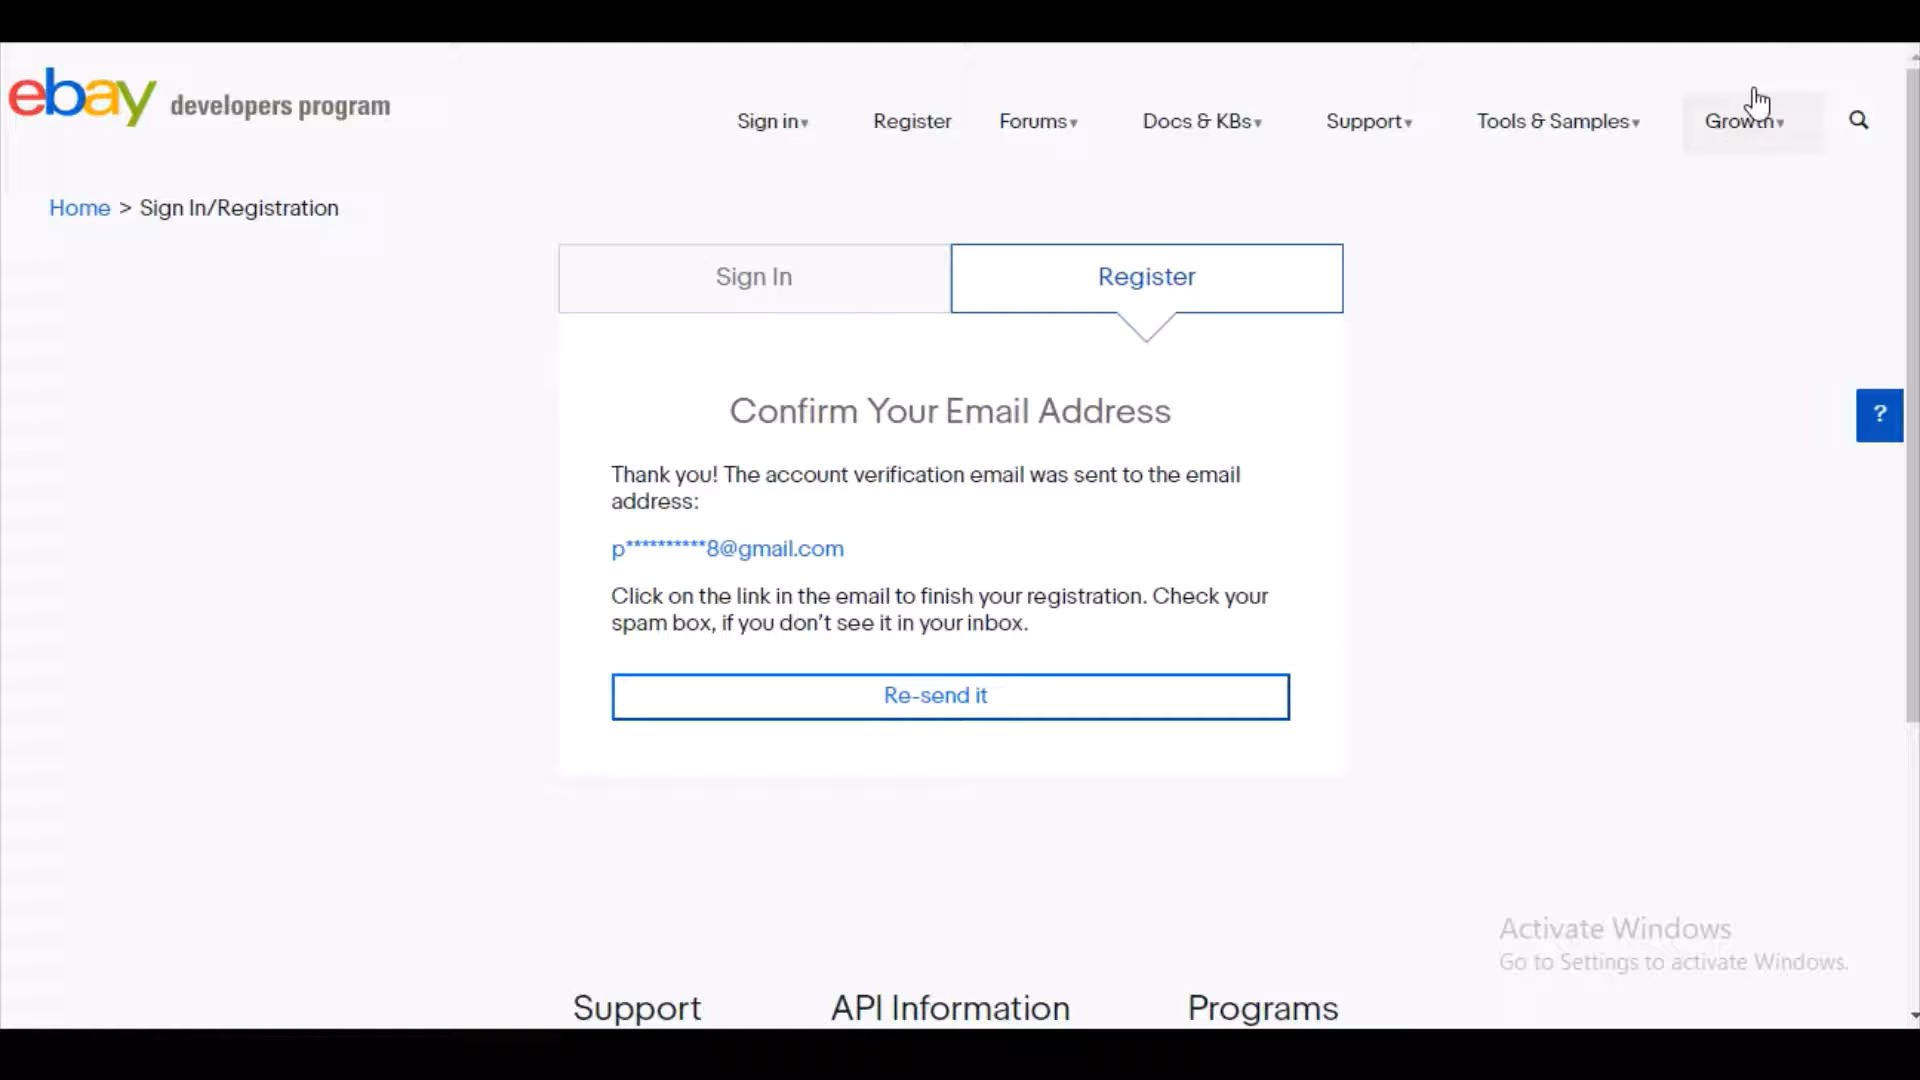 ebay developers program
Sign in▾ Register Forums▾ Docs & KBs▾ Support▾ Tools & Samples▾ Growth▾
Home > Sign In/Registration
Sign In
Register
Confirm Your Email Address
Thank you! The account verification email was sent to the email
address:
p**********8@gmail.com
Click on the link in the email to finish your registration. Check your
spam box, if you don’t see it in your inbox.
Re-send it
?
Activate Windows
Go to Settings to activate Windows.
Support API Information Programs